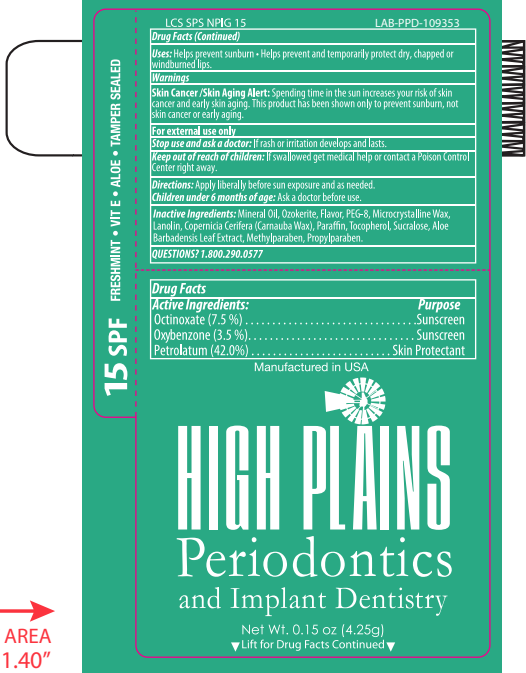 LCS SPS NPIG 15 LAB-PPD-109353
Drug Facts (Continued)
Uses: Helps prevent sunburn • Helps prevent and temporarily protect dry, chapped or
windburned lips.
Warnings
Skin Cancer /Skin Aging Alert: Spending time in the sun increases your risk of skin
cancer and early skin aging. This product has been shown only to prevent sunburn, not
skin cancer or early aging.
For external use only
Stop use and ask a doctor: If rash or irritation develops and lasts.
Keep out of reach of children: If swallowed get medical help or contact a Poison Control
Center right away.
Directions: Apply liberally before sun exposure and as needed.
Children under 6 months of age: Ask a doctor before use.
Inactive Ingredients: Mineral Oil, Ozokerite, Flavor, PEG-8, Microcrystalline Wax,
Lanolin, Copernicia Cerifera (Carnauba Wax), Paraffin, Tocopherol, Sucralose, Aloe
Barbadensis Leaf Extract, Methylparaben, Propylparaben.
QUESTIONS? 1.800.290.0577
15 SPF FRESHMINT • VIT E • ALOE • TAMPER SEALED
Drug Facts
Active Ingredients: Purpose
Octinoxate (7.5 %) . . . . . . . . . . . . . . . . . . . . . . . . . . . . . . . Sunscreen
Oxybenzone (3.5 %). . . . . . . . . . . . . . . . . . . . . . . . . . . . . . Sunscreen
Petrolatum (42.0%) . . . . . . . . . . . . . . . . . . . . . . . . . Skin Protectant
Manufactured in USA
HIGH PLAINS
Periodontics
and Implant Dentistry
Net Wt. 0.15 oz (4.25g)
▼Lift for Drug Facts Continued▼
AREA
1.40”